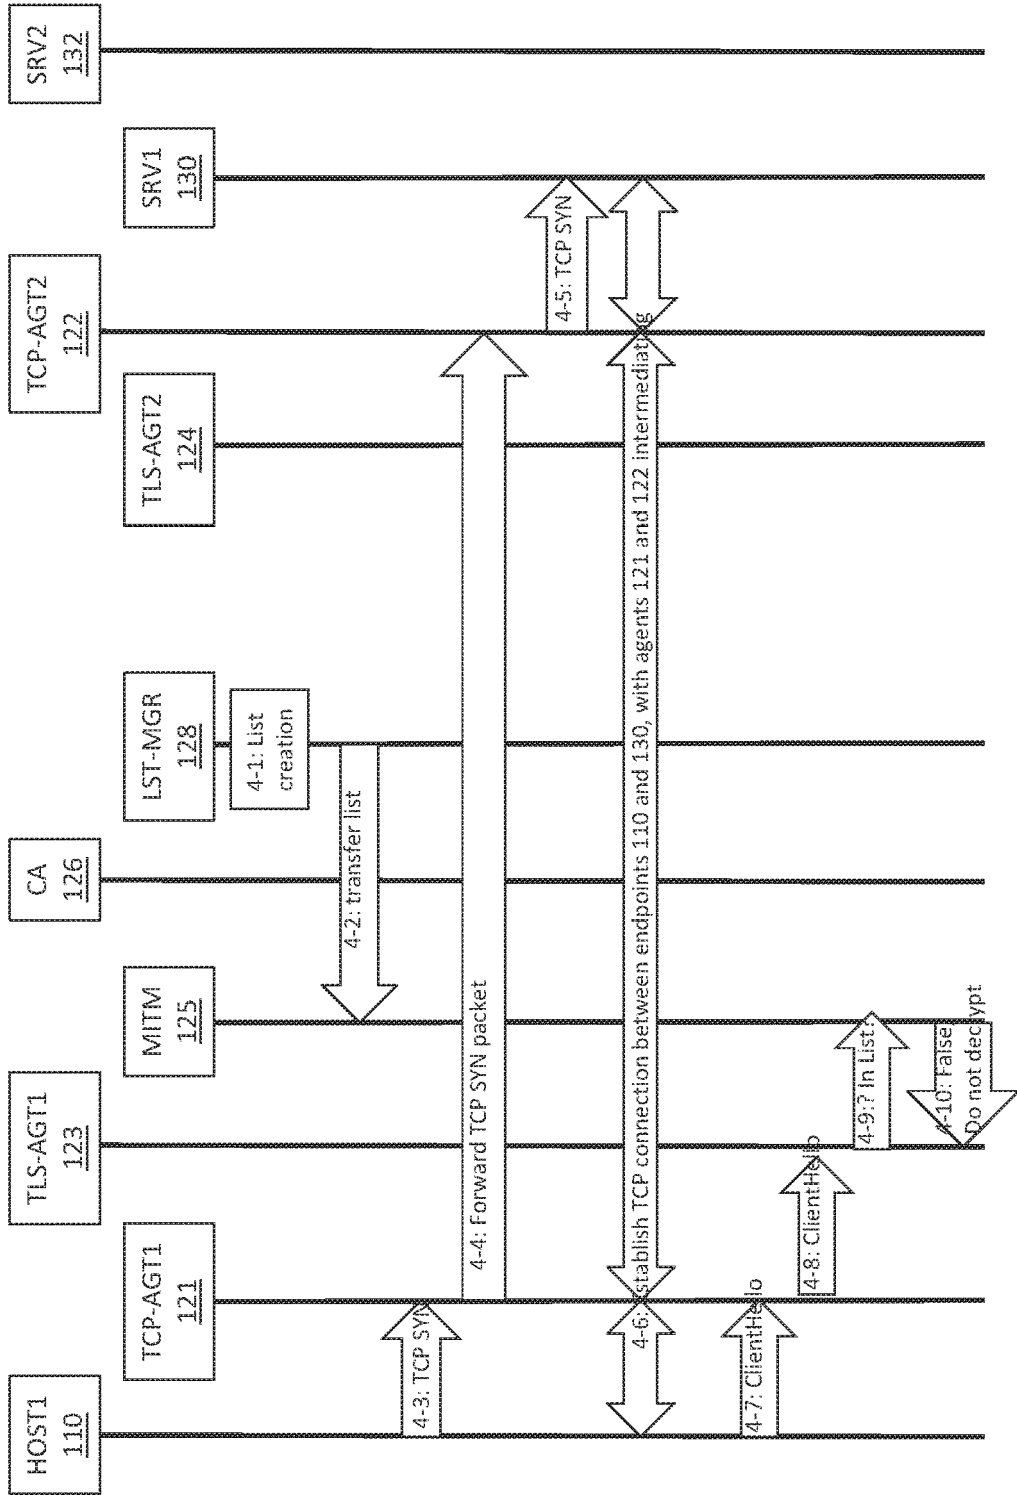 HOST1
110
TCP-AGT1
121
TLS-AGT1
123
MITM
125
CA
126
LST-MGR
128
TLS-AGT2
124
TCP-AGT2
122
SRV1
130
SRV2
132
4-1: List
creation
4-2: transfer list
4-3: TCP SYN
4-4: Forward TCP SYN packet
4-5: TCP SYN
4-6: Establish TCP connection between endpoints 110 and 130, with agents 121 and 122 intermediating
4-7: ClientHello
4-8: ClientHello
4-9:? In List?
4-10: False
Do not decrypt